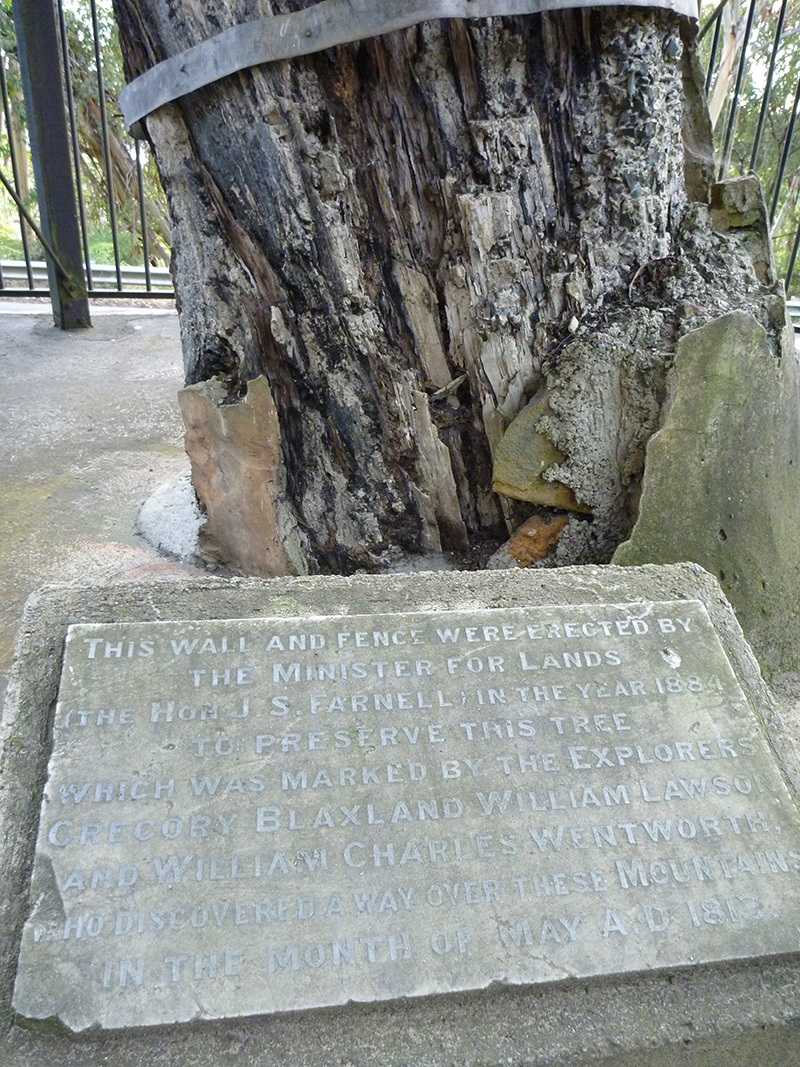 THIS WALL AND FENCE WERE ERECTED BY
THE MINISTER FOR LANDS
(THE HON J. S. FARNELL) IN THE YEAR 1884
TO PRESERVE THIS TREE
WHICH WAS MARKED BY THE EXPLORERS
GREGORY BLAXLAND WILLIAM LAWSON
AND WILLIAM CHARLES WENTWORTH,
WHO DISCOVERED A WAY OVER THESE MOUNTAINS
IN THE MONTH OF MAY A.D 1813